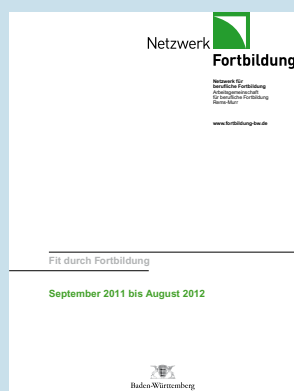 Netzwerk
Fortbildung
Netzwerk für
berufliche Fortbildung
Arbeitsgemeinschaft
für berufliche Fortbildung
Rems-Murr
www.fortbildung-bw.de
Fit durch Fortbildung
September 2011 bis August 2012
Baden-Württemberg